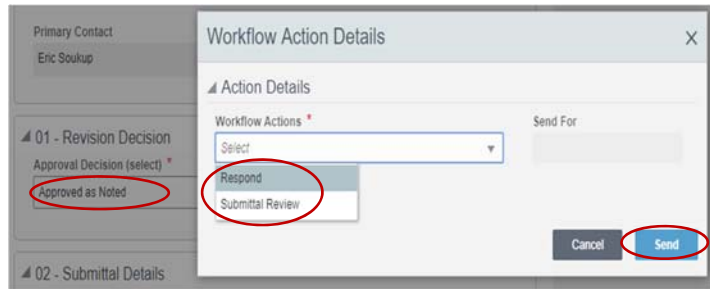 Primary Contact
Eric Soukup
01 - Revision Decision
Approval Decision (select) *
Approved as Noted
02 - Submittal Details
Workflow Action Details
X
Action Details
Workflow Actions *
Send For
Select
Respond
Submittal Review
Cancel
Send